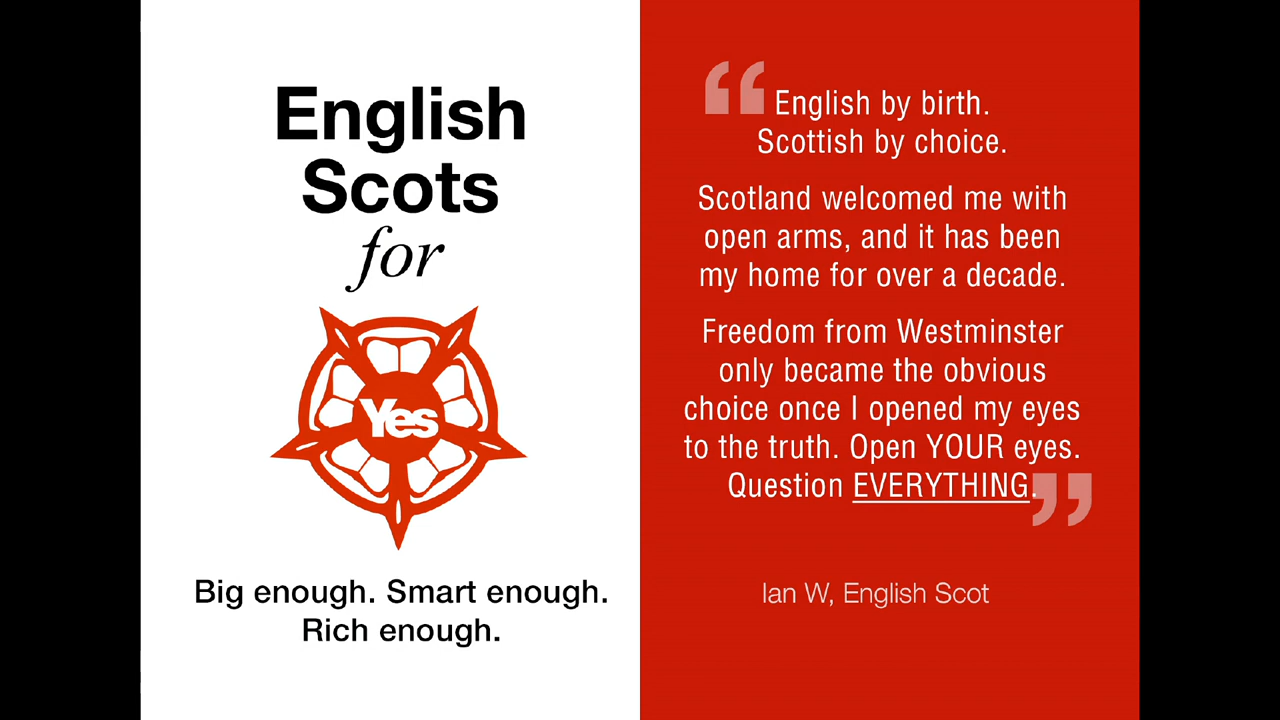 English
Scots
for
Yes
Big enough. Smart enough.
Rich enough.
“English by birth.
Scottish by choice.
Scotland welcomed me with
open arms, and it has been
my home for over a decade.
Freedom from Westminster
only became the obvious
choice once I opened my eyes
to the truth. Open YOUR eyes.
Question EVERYTHING.”
Ian W, English Scot